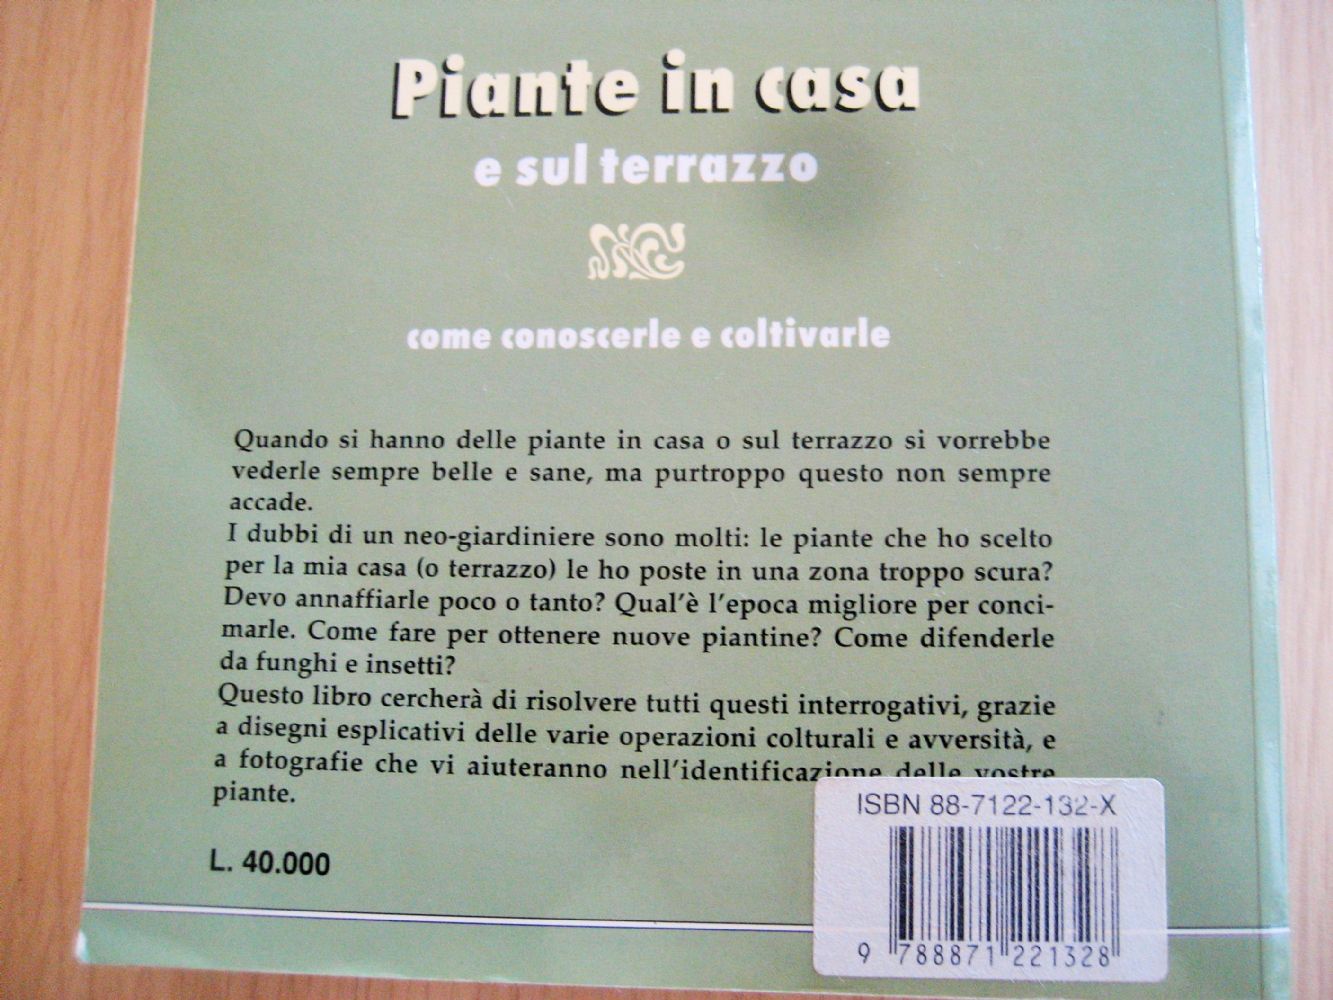 Piante in casa
e sul terrazzo
come conoscerle e coltivarle
Quando si hanno delle piante in casa o sul terrazzo si vorrebbe
vederle sempre belle e sane, ma purtroppo questo non sempre
accade.
I dubbi di un neo-giardiniere sono molti: le piante che ho scelto
per la mia casa (o terrazzo) le ho poste in una zona troppo scura?
Devo annaffiarle poco o tanto? Qual'è l'epoca migliore per conci-
marle. Come fare per ottenere nuove piantine? Come difenderle
da funghi e insetti?
Questo libro cercherà di risolvere tutti questi interrogativi, grazie
a disegni esplicativi delle varie operazioni colturali e avversità, e
a fotografie che vi aiuteranno nell'identificazione delle vostre
piante.
ISBN 88-7122-132-X
L. 40.000
9 788871 221328